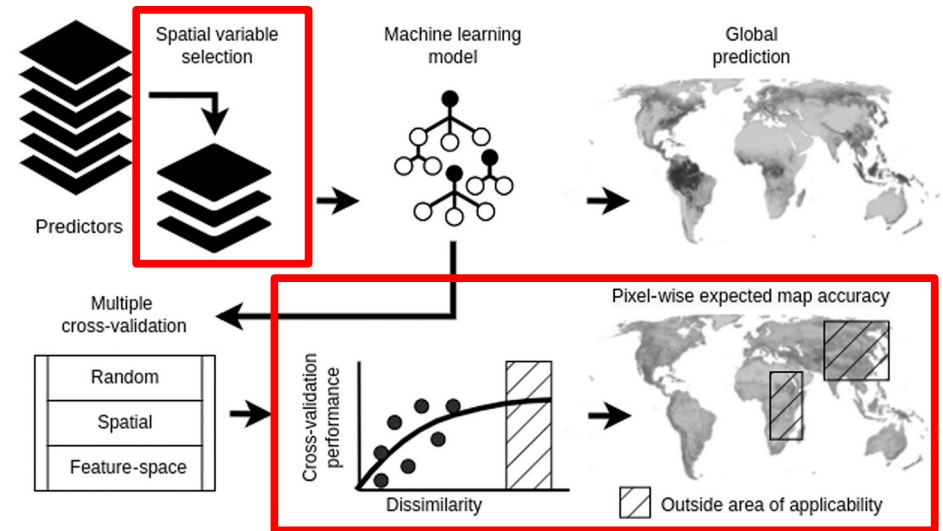 Spatial variable
selection
Machine learning
model
Global
prediction
Predictors
Multiple
cross-validation
Random
Spatial
Feature-space
Cross-validation
performance
Dissimilarity
Pixel-wise expected map accuracy
Outside area of applicability